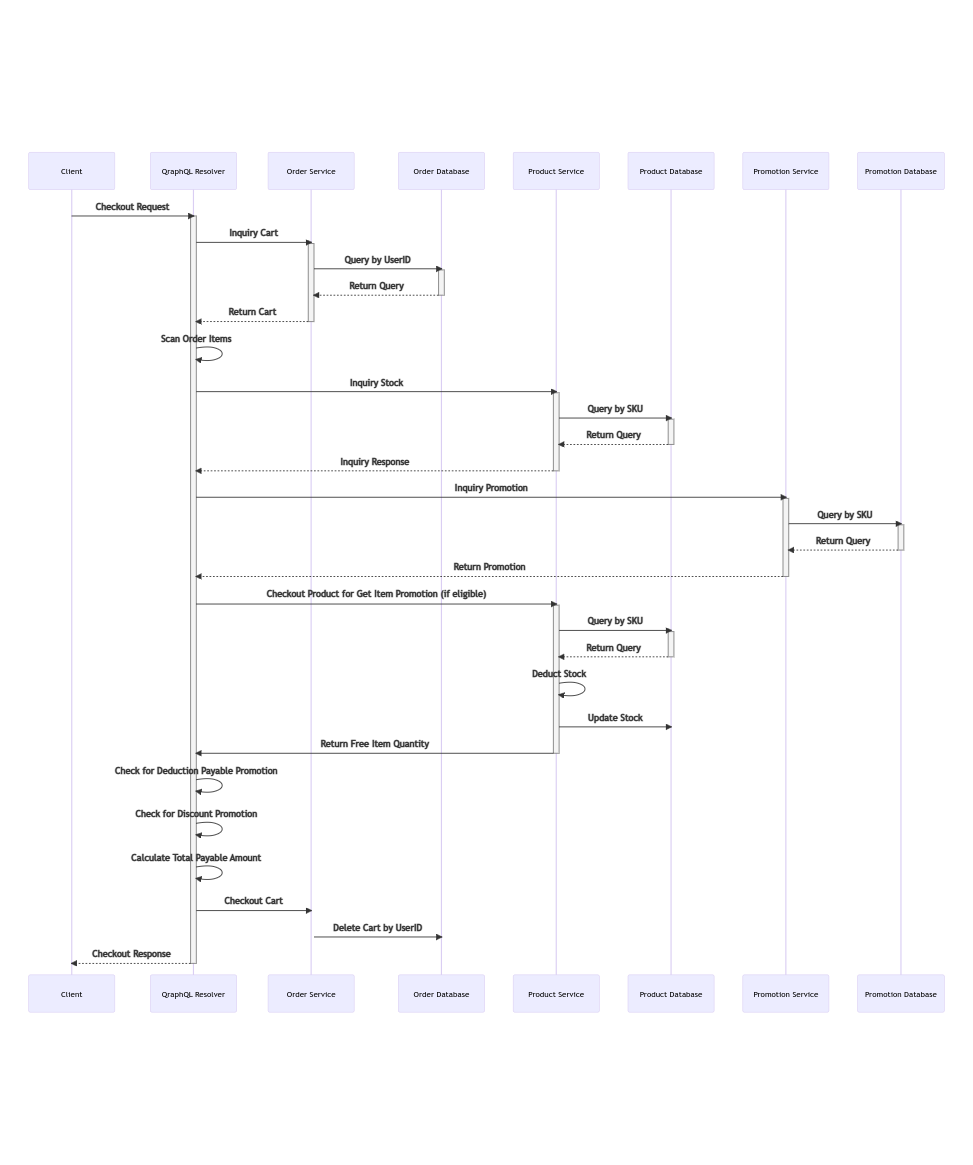 Client
QraphQL Resolver
Order Service
Order Database
Product Service
Product Database
Promotion Service
Promotion Database
Checkout Request
Inquiry Cart
Query by UserID
Return Query
Return Cart
Scan Order Items
Inquiry Stock
Query by SKU
Return Query
Inquiry Response
Inquiry Promotion
Query by SKU
Return Query
Return Promotion
Checkout Product for Get Item Promotion (if eligible)
Query by SKU
Return Query
Deduct Stock
Update Stock
Return Free Item Quantity
Check for Deduction Payable Promotion
Check for Discount Promotion
Calculate Total Payable Amount
Checkout Cart
Delete Cart by UserID
Checkout Response
Client
QraphQL Resolver
Order Service
Order Database
Product Service
Product Database
Promotion Service
Promotion Database